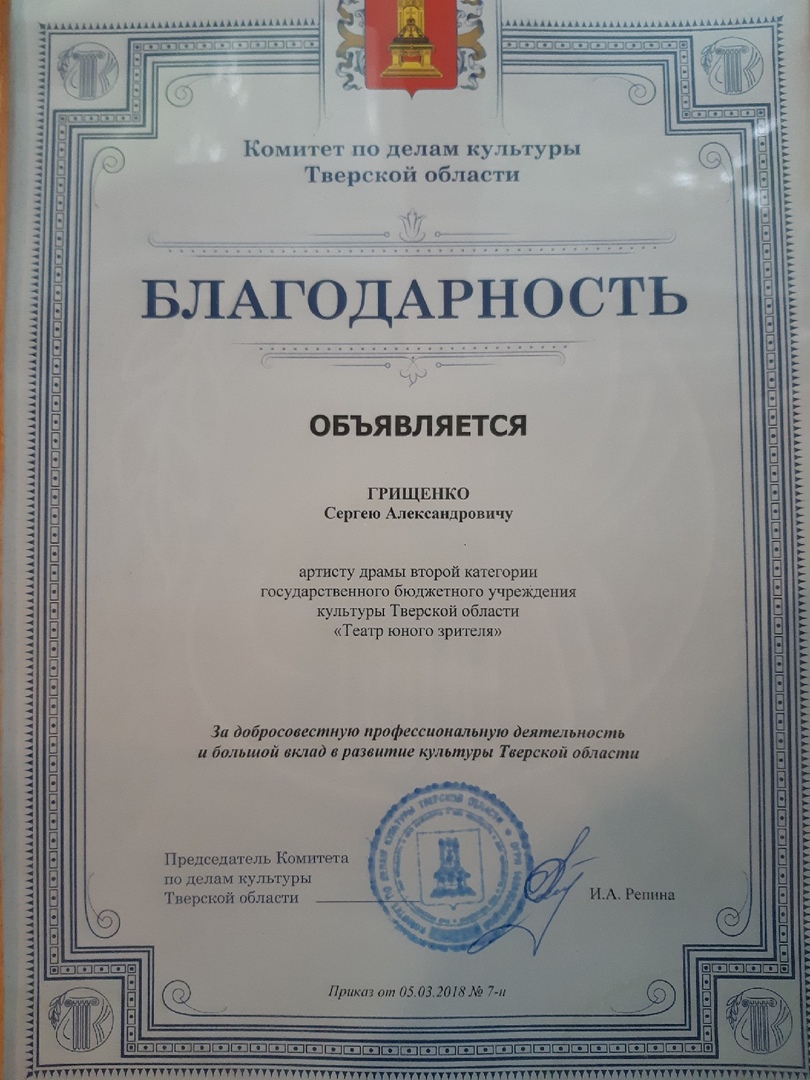 Комитет по делам культуры
Тверской области
БЛАГОДАРНОСТЬ
ОБЪЯВЛЯЕТСЯ
ГРИЩЕНКО
Сергею Александровичу
артисту драмы второй категории
государственного бюджетного учреждения
культуры Тверской области
«Театр юного зрителя»
За добросовестную профессиональную деятельность
и большой вклад в развитие культуры Тверской области
Председатель Комитета
по делам культуры
Тверской области
И.А. Репина
Приказ от 05.03.2018 № 7-н